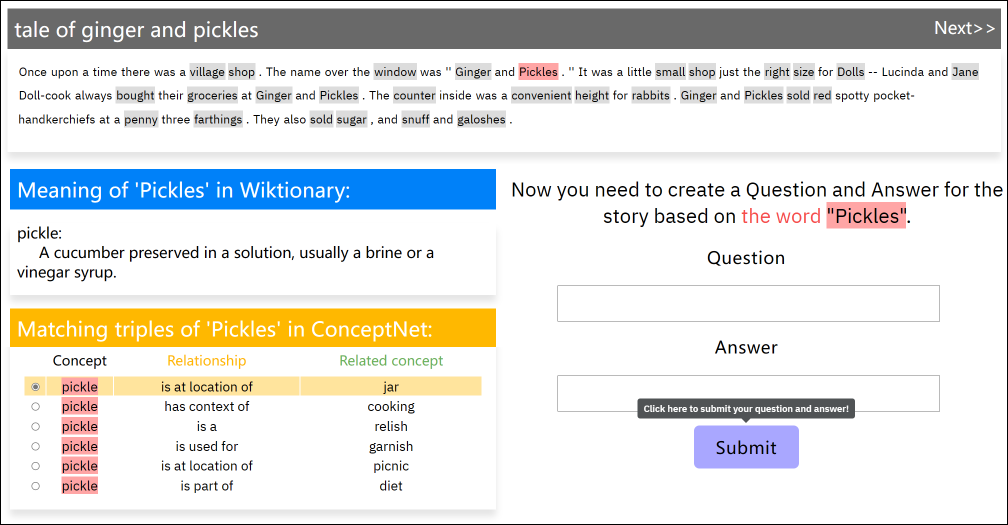 tale of ginger and pickles
Next>>
Once upon a time there was a village shop . The name over the window was " Ginger and Pickles . " It was a little small shop just the right size for Dolls -- Lucinda and Jane
Doll-cook always bought their groceries at Ginger and Pickles . The counter inside was a convenient height for rabbits . Ginger and Pickles sold red spotty pocket-
handkerchiefs at a penny three farthings . They also sold sugar , and snuff and galoshes .
Meaning of 'Pickles' in Wiktionary:
pickle:
A cucumber preserved in a solution, usually a brine or a
vinegar syrup.
Matching triples of 'Pickles' in ConceptNet:
Concept Relationship Related concept
pickle is at location of jar
pickle has context of cooking
pickle is a relish
pickle is used for garnish
pickle is at location of picnic
pickle is part of diet
Now you need to create a Question and Answer for the
story based on the word "Pickles".
Question
Answer
Click here to submit your question and answer!
Submit